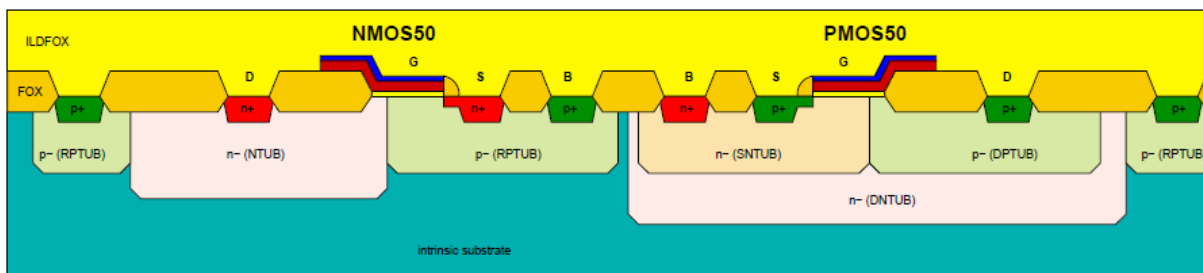 NMOS50
PMOS50
ILDFOX
G
G
D
S
B
B
S
D
FOX
p+
n+
n+
p+
n+
p+
p+
p+
p− (RPTUB)
n− (NTUB)
p− (RPTUB)
n− (SNTUB)
p− (DPTUB)
p− (RPTUB
n− (DNTUB)
intrinsic substrate